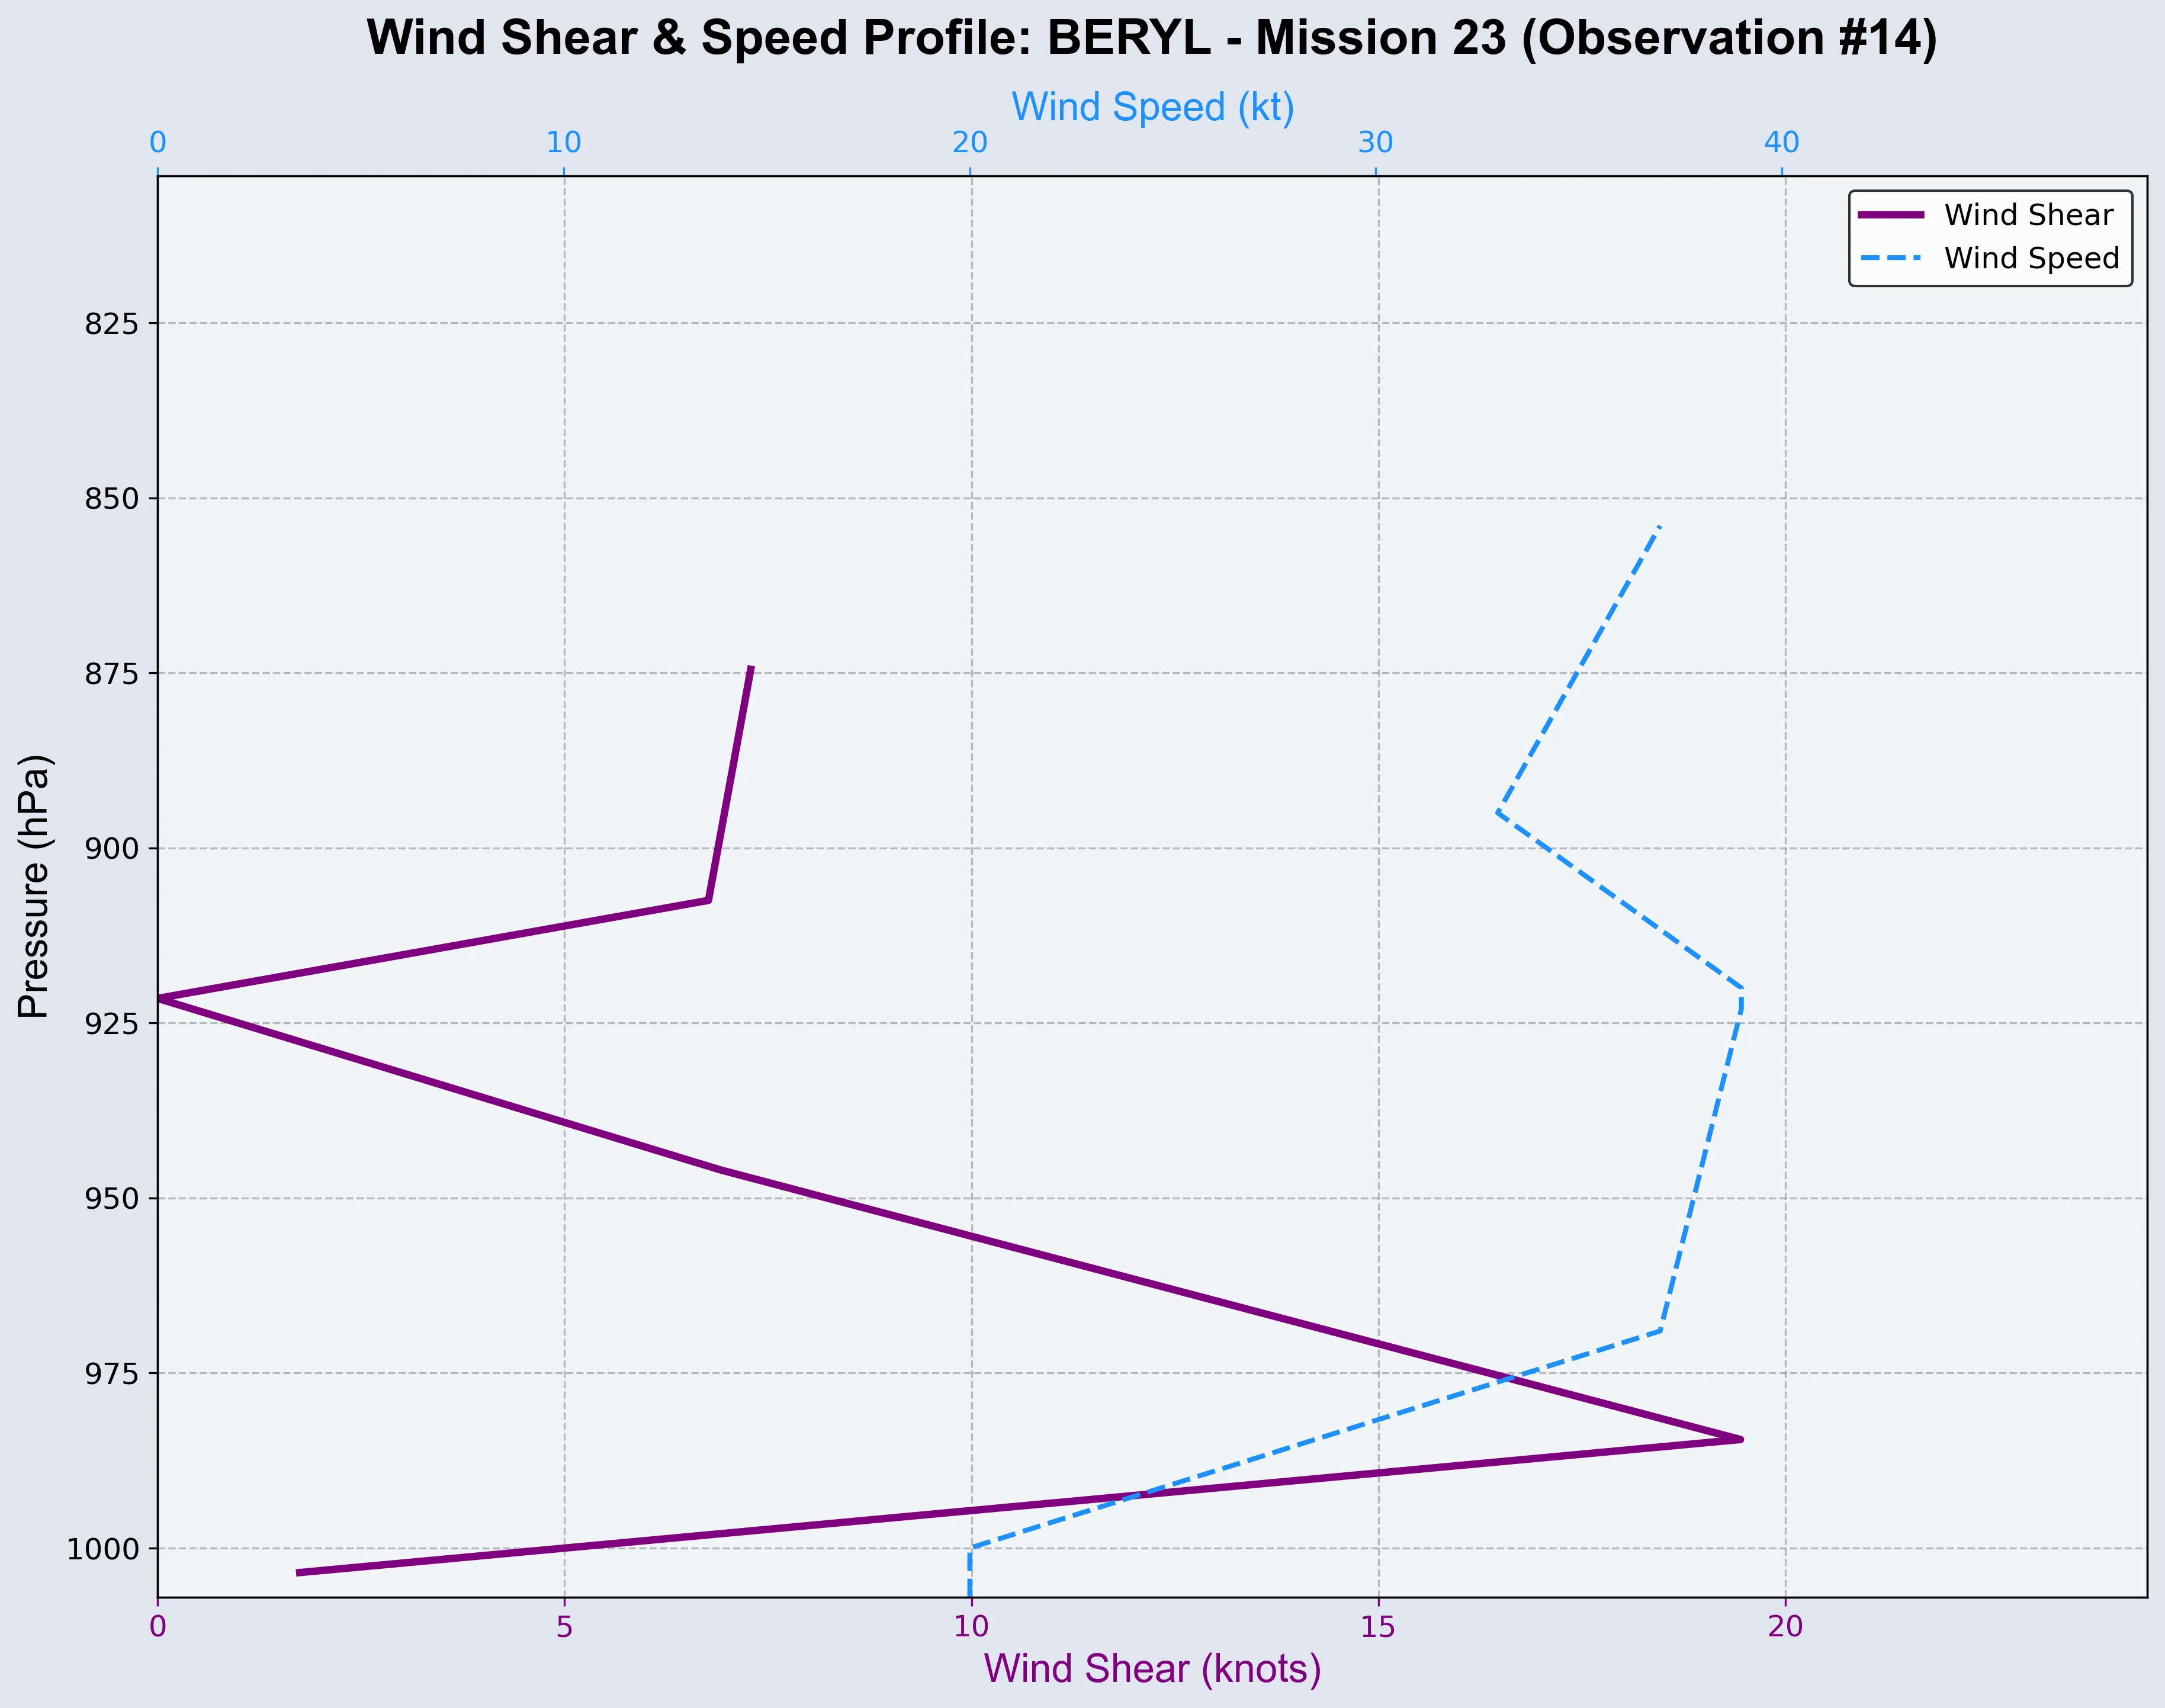 Wind Shear & Speed Profile: BERYL - Mission 23 (Observation #14)
Wind Speed (kt)
0 10 20 30 40
Wind Shear
Wind Speed
825
850
875
900
925
950
975
1000
Pressure (hPa)
0 5 10 15 20
Wind Shear (knots)